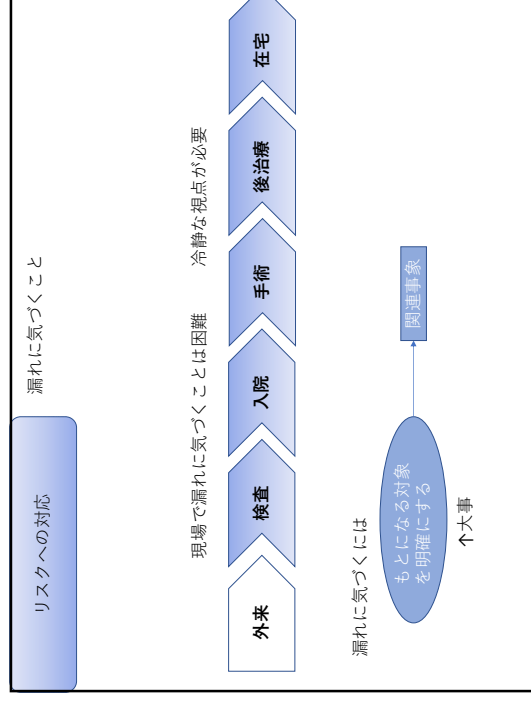 リスクへの対応
漏れに気づくこと
現場で漏れに気づくことは困難
冷静な視点が必要
外来
検査
入院
手術
後治療
在宅
漏れに気づくには
もとになる対象
を明確にする
関連事象
↑大事